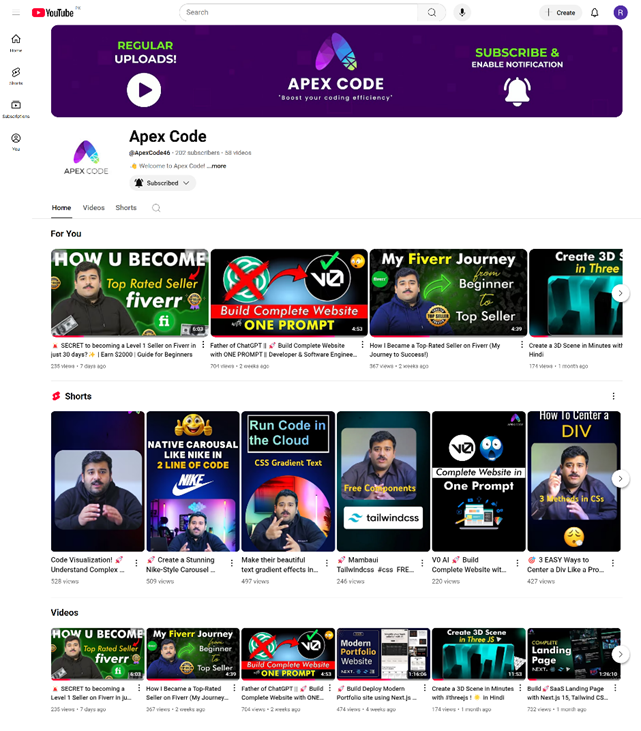 YouTube
PK
Search
Create
R
Home
Shorts
Subscriptions
You
REGULAR
UPLOADS!
APEX CODE
"Boost your coding efficiency"
SUBSCRIBE &
ENABLE NOTIFICATION
APEX CODE
Apex Code
@ApexCode46 • 202 subscribers • 58 videos
👋 Welcome to Apex Code! ...more
Subscribed
Home Videos Shorts
For You
HOW U BECOME
Top Rated Seller
fiverr
fi
6:03
🔺 SECRET to becoming a Level 1 Seller on Fiverr in
just 30 days? ✨ | Earn $2000 | Guide for Beginners
235 views • 7 days ago
v0
Build Complete Website
with ONE PROMPT
4:53
Father of ChatGPT || 🚀 Build Complete Website
with ONE PROMPT || Developer & Software Enginee...
704 views • 2 weeks ago
My Fiverr Journey
fiverr
from
Beginner
to
Top Seller
4:39
How I Became a Top-Rated Seller on Fiverr (My
Journey to Success!)
367 views • 2 weeks ago
Create 3D S
in Three
Create a 3D Scene in Minutes with
Hindi
174 views • 1 month ago
Shorts
Code Visualization! 🚀
Understand Complex ...
528 views
NATIVE CAROUSAL
LIKE NIKE IN
2 LINE OF CODE
NIKE
🚀 Create a Stunning
Nike-Style Carousel ...
509 views
Run Code in
the Cloud
CSS Gradient Text
Make their beautiful
text gradient effects in...
497 views
Free Components
tailwindcss
🚀 Mambaui
Tailwindcss #css FRE...
246 views
v0
Complete Website in
One Prompt
V0 AI 🚀 Build
Complete Website wit...
220 views
How To Center a
DIV
3 Methods in CSs
🎯 3 EASY Ways to
Center a Div Like a Pro...
427 views
Videos
HOW U BECOME
Top Rated Seller
fiverr
fi
6:03
🔺 SECRET to becoming a
Level 1 Seller on Fiverr in ju...
235 views • 7 days ago
My Fiverr Journey
from
Beginner
to
Top Seller
4:39
How I Became a Top-Rated
Seller on Fiverr (My Journey...
367 views • 2 weeks ago
v0
Build Complete Website
with ONE PROMPT
4:53
Father of ChatGPT || 🚀 Build
Complete Website with ONE...
704 views • 2 weeks ago
Modern
Portfolio
Website
NEXT.
1:16:06
🚀 Build Deploy Modern
Portfolio site using Next.js ...
474 views • 4 weeks ago
Create 3D Scene
in Three JS
11:53
Create a 3D Scene in Minutes
with #threejs ! 🌟 in Hindi
174 views • 1 month ago
COMPLETE
Landing
Page
NEXT.
1:26:10
Build 🚀SaaS Landing Page
with Next.js 15, Tailwind CS...
732 views • 1 month ago